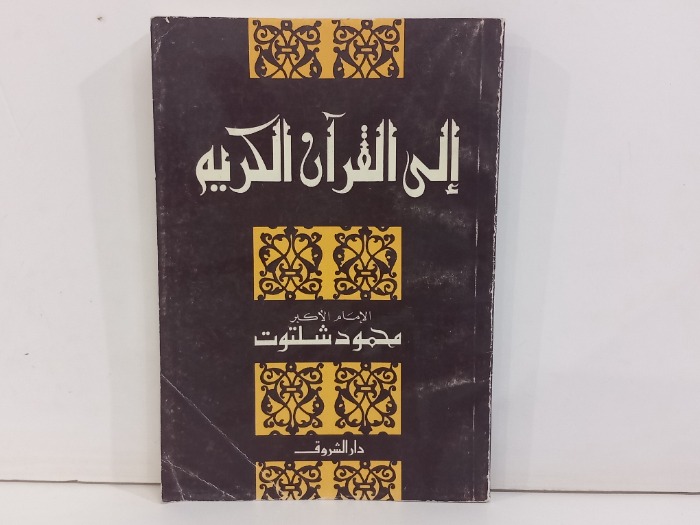 إلى القرآن الكريم
الإمام الأكبر
محمود شلتوت
دار الشروق